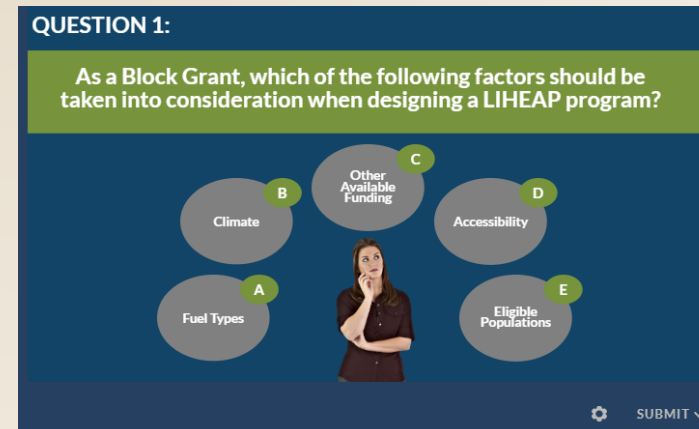 QUESTION 1:
As a Block Grant, which of the following factors should be
taken into consideration when designing a LIHEAP program?
C
Other
Available
Funding
B
Climate
D
Accessibility
A
Fuel Types
E
Eligible
Populations
SUBMIT